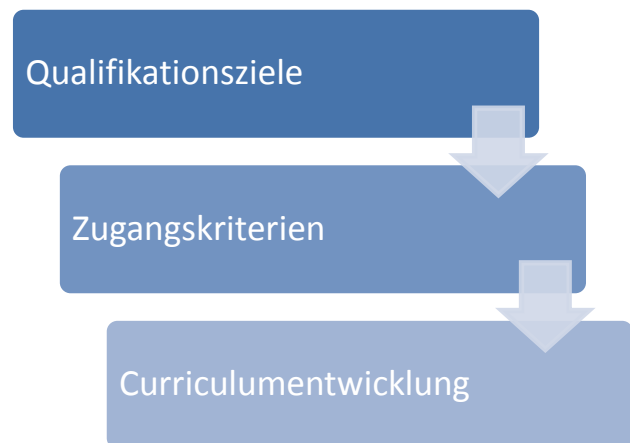 Qualifikationsziele
Zugangskriterien
Curriculumentwicklung